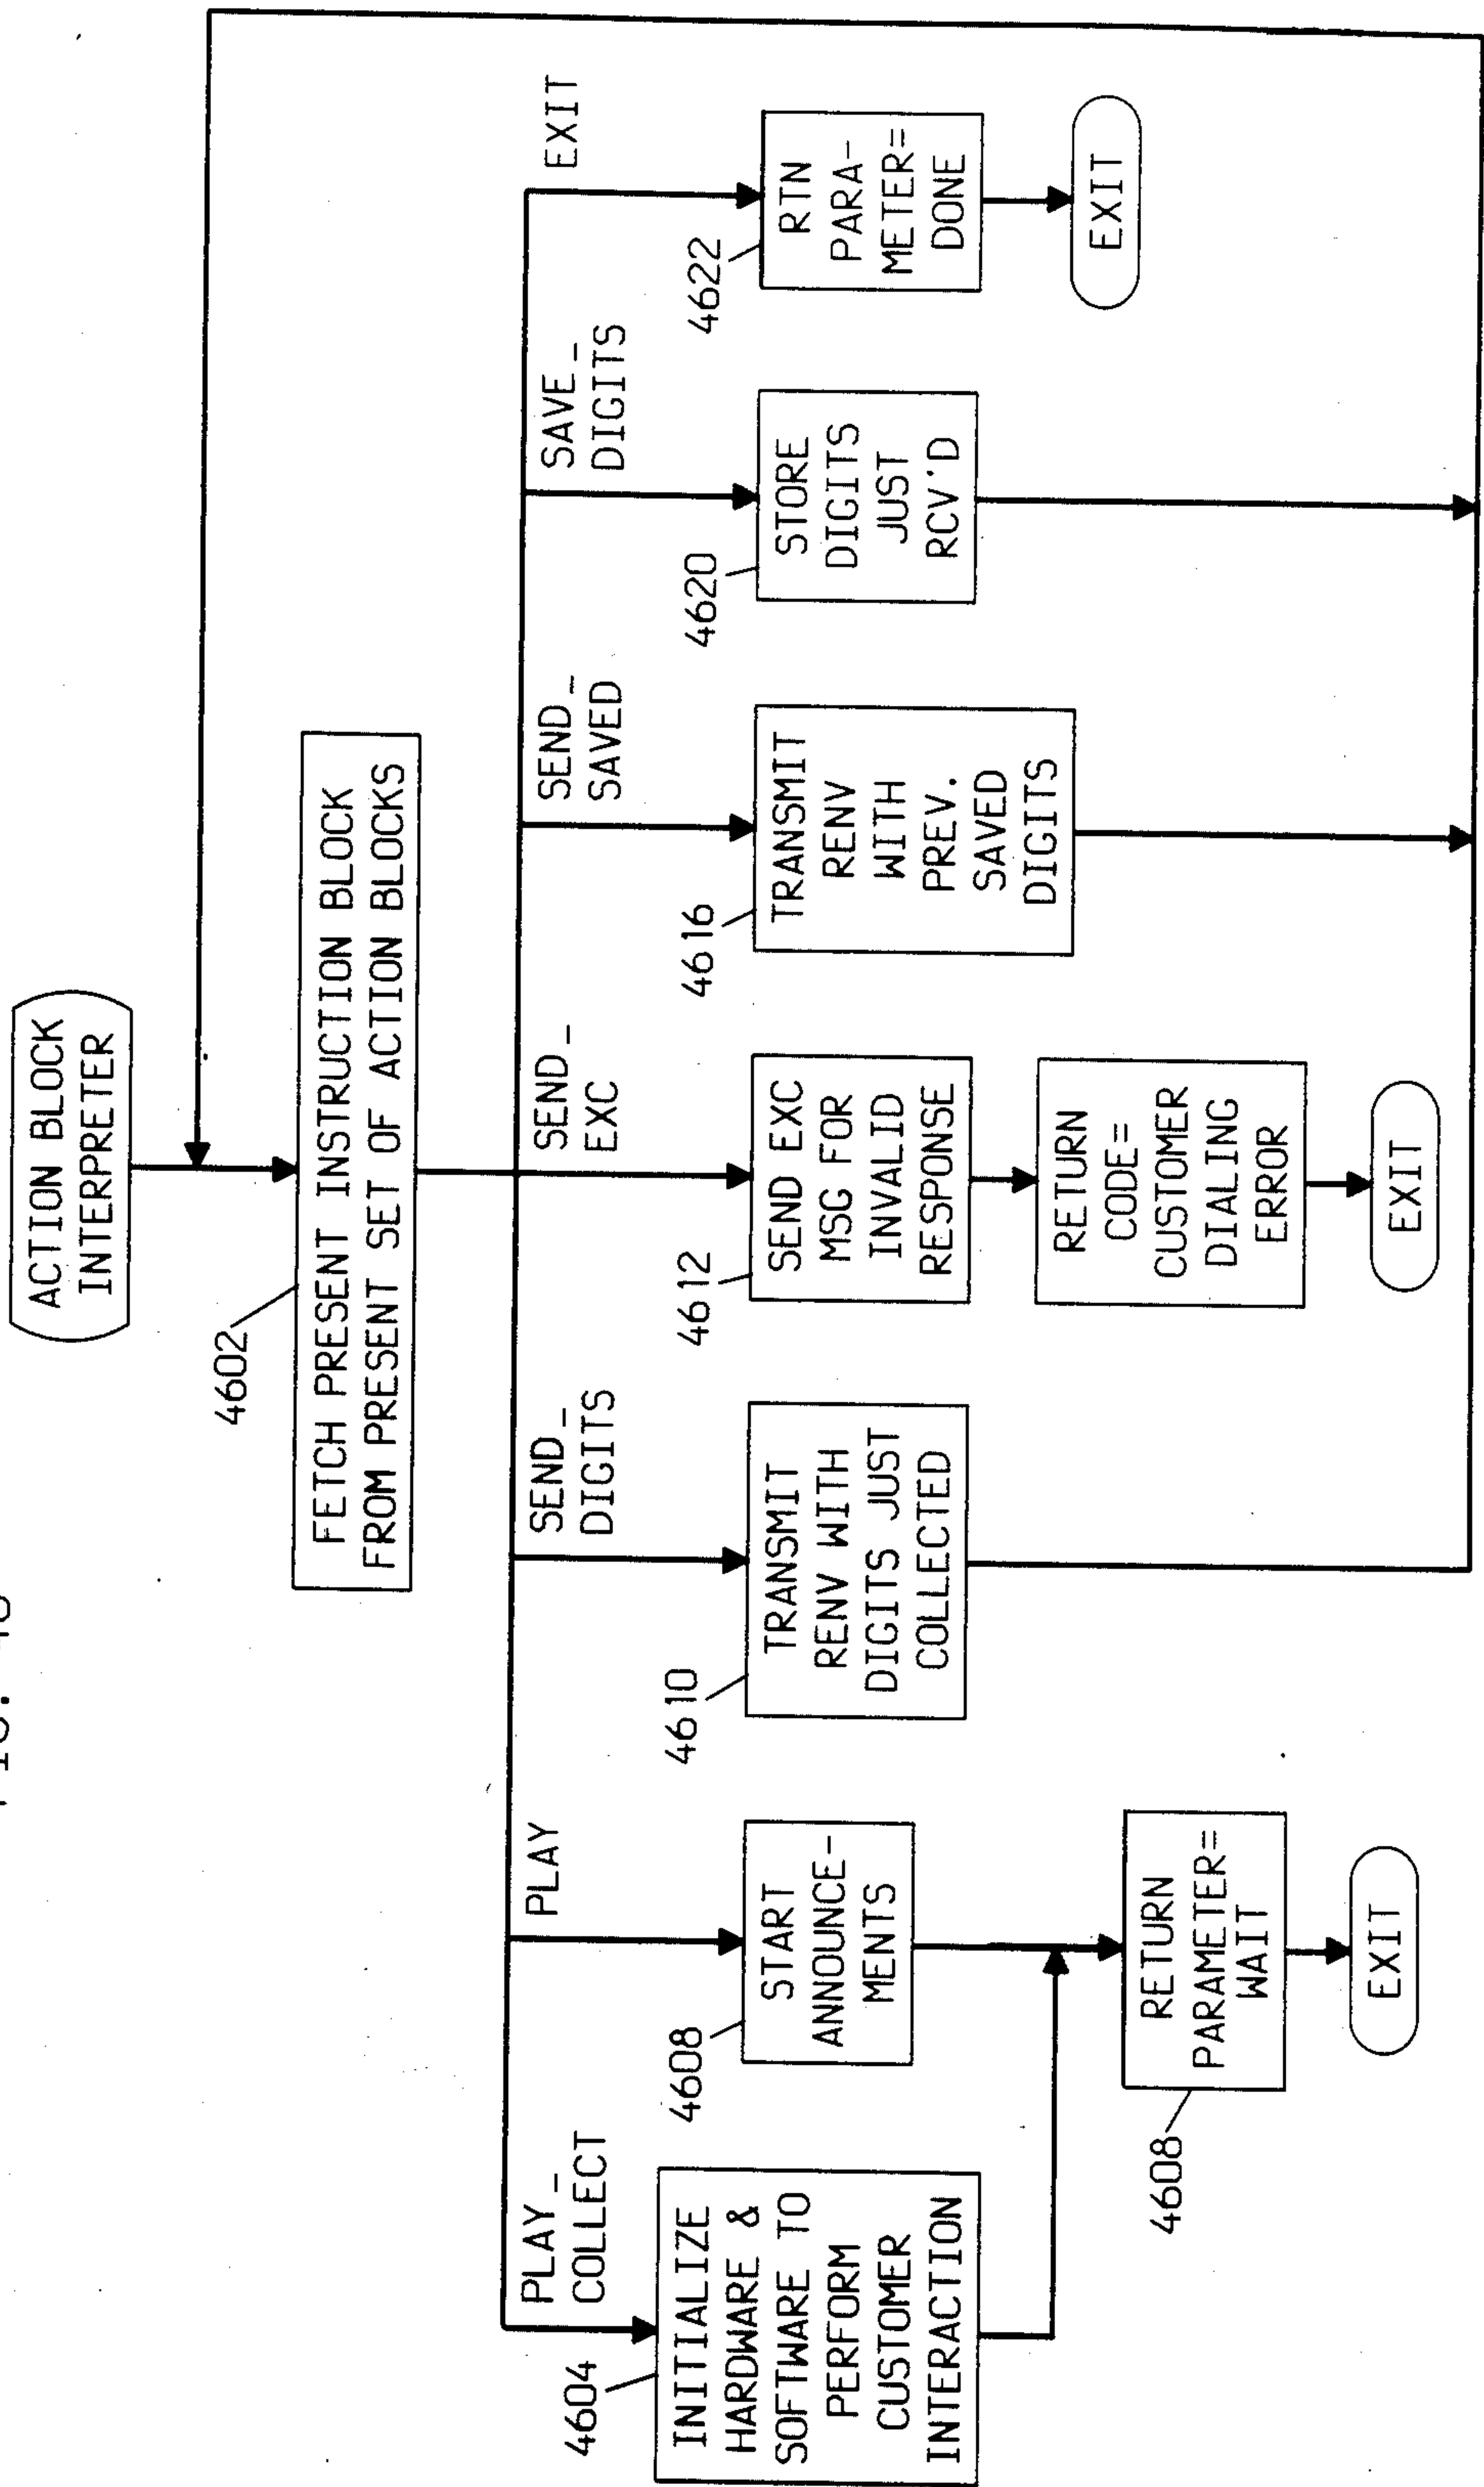 ACTION BLOCK
INTERPRETER
4602
FETCH PRESENT INSTRUCTION BLOCK
FROM PRESENT SET OF ACTION BLOCKS
PLAY_
COLLECT
PLAY
SEND_
DIGITS
SEND_
EXC
SEND_
SAVED
SAVE_
DIGITS
EXIT
4604
INITIALIZE
HARDWARE &
SOFTWARE TO
PERFORM
CUSTOMER
INTERACTION
4608
START
ANNOUNCE-
MENTS
4610
TRANSMIT
RENV WITH
DIGITS JUST
COLLECTED
4612
SEND EXC
MSG FOR
INVALID
RESPONSE
4616
TRANSMIT
RENV
WITH
PREV.
SAVED
DIGITS
4620
STORE
DIGITS
JUST
RCV'D
4622
RTN
PARA-
METER=
DONE
4608
RETURN
PARAMETER=
WAIT
EXIT
RETURN
CODE=
CUSTOMER
DIALING
ERROR
EXIT
EXIT